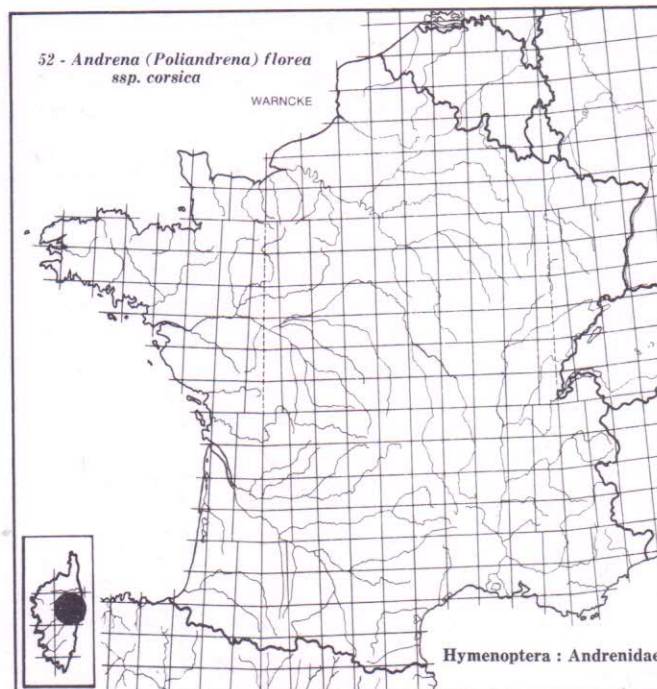 52 - Andrena (Poliandrena) florea
ssp. corsica
WARNCKE
Hymenoptera : Andrenidae